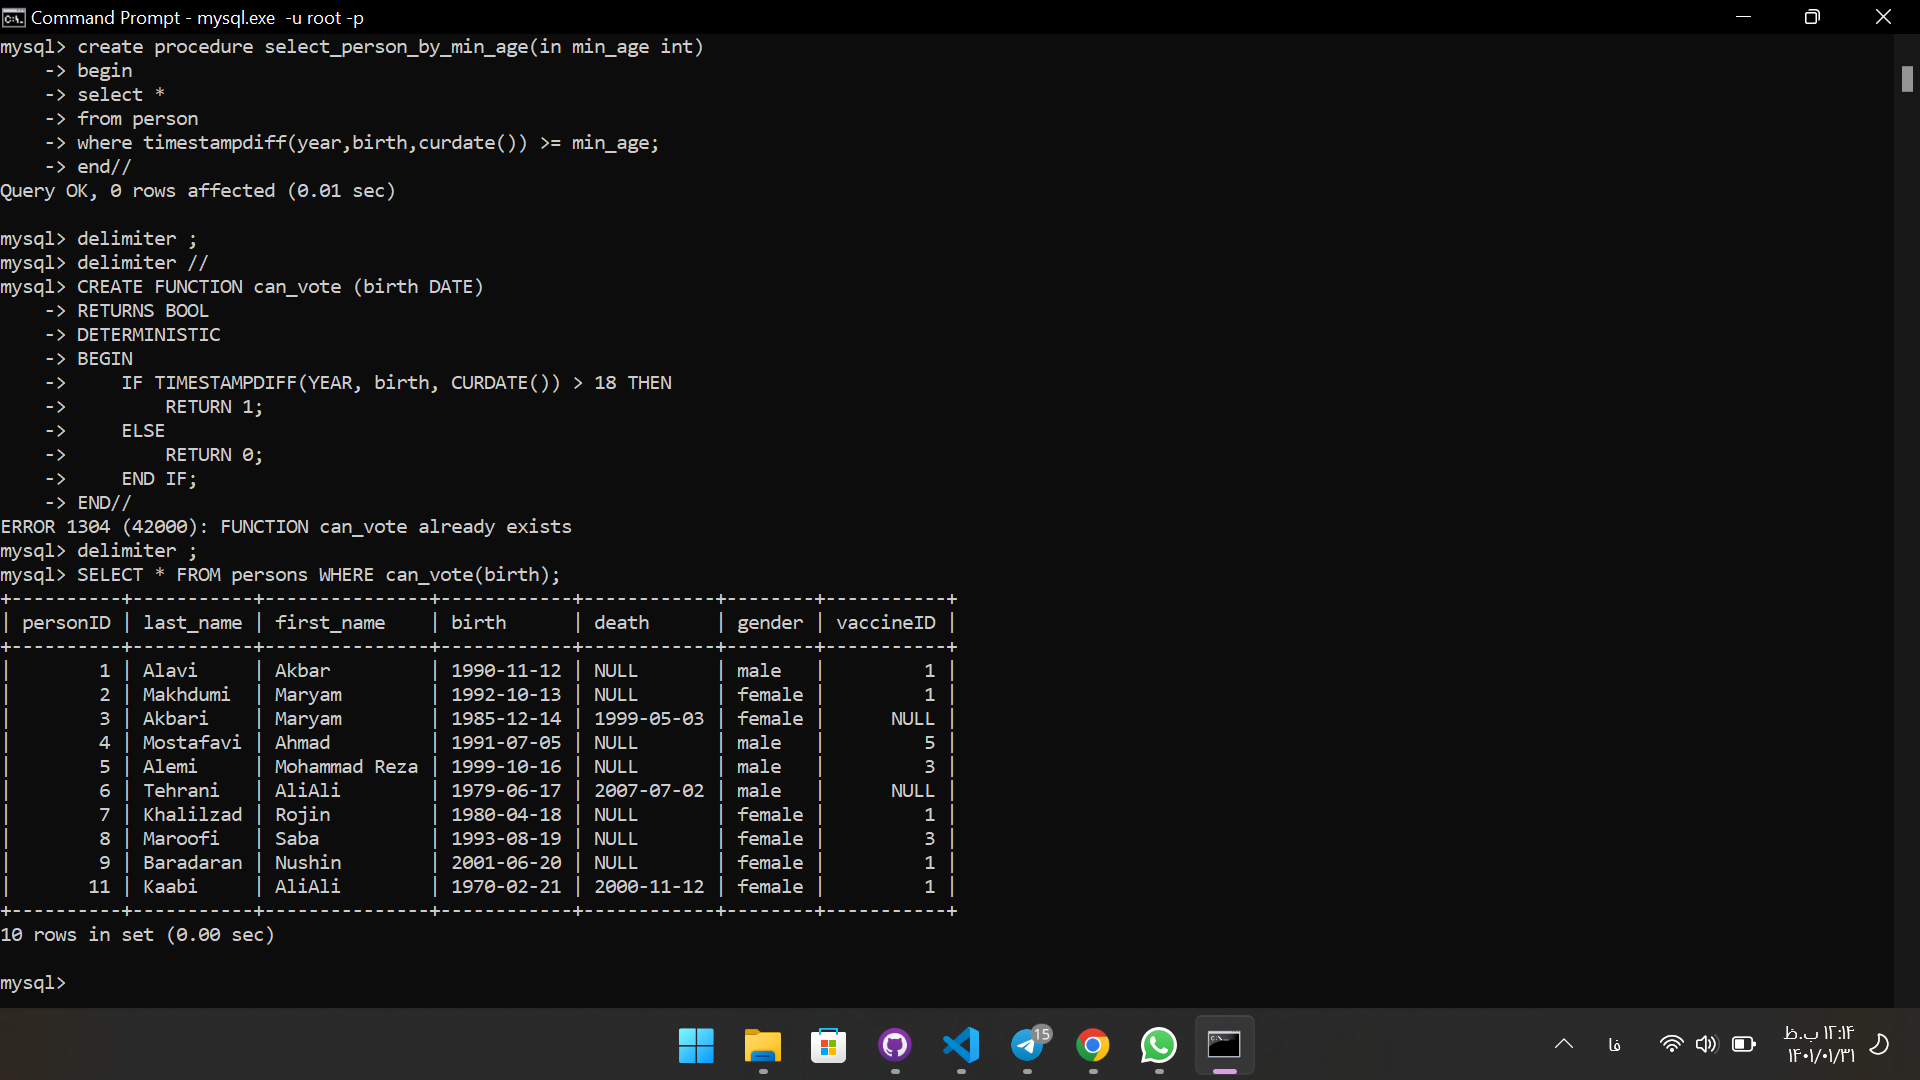 Command Prompt - mysql.exe -u root -p
mysql> create procedure select_person_by_min_age(in min_age int)
    -> begin
    -> select *
    -> from person
    -> where timestampdiff(year,birth,curdate()) >= min_age;
    -> end//
Query OK, 0 rows affected (0.01 sec)
mysql> delimiter ;
mysql> delimiter //
mysql> CREATE FUNCTION can_vote (birth DATE)
    -> RETURNS BOOL
    -> DETERMINISTIC
    -> BEGIN
    ->     IF TIMESTAMPDIFF(YEAR, birth, CURDATE()) > 18 THEN
    ->         RETURN 1;
    ->     ELSE
    ->         RETURN 0;
    ->     END IF;
    -> END//
ERROR 1304 (42000): FUNCTION can_vote already exists
mysql> delimiter ;
mysql> SELECT * FROM persons WHERE can_vote(birth);
+----------+-----------+---------------+------------+------------+--------+-----------+
| personID | last_name | first_name    | birth      | death      | gender | vaccineID |
+----------+-----------+---------------+------------+------------+--------+-----------+
|        1 | Alavi     | Akbar         | 1990-11-12 | NULL       | male   |         1 |
|        2 | Makhdumi  | Maryam        | 1992-10-13 | NULL       | female |         1 |
|        3 | Akbari    | Maryam        | 1985-12-14 | 1999-05-03 | female |      NULL |
|        4 | Mostafavi | Ahmad         | 1991-07-05 | NULL       | male   |         5 |
|        5 | Alemi     | Mohammad Reza | 1999-10-16 | NULL       | male   |         3 |
|        6 | Tehrani   | AliAli        | 1979-06-17 | 2007-07-02 | male   |      NULL |
|        7 | Khalilzad | Rojin         | 1980-04-18 | NULL       | female |         1 |
|        8 | Maroofi   | Saba          | 1993-08-19 | NULL       | female |         3 |
|        9 | Baradaran | Nushin        | 2001-06-20 | NULL       | female |         1 |
|       11 | Kaabi     | AliAli        | 1970-02-21 | 2000-11-12 | female |         1 |
+----------+-----------+---------------+------------+------------+--------+-----------+
10 rows in set (0.00 sec)
mysql>
15
فا
۱۲:۱۴ ب.ظ
۱۴۰۱/۰۱/۳۱